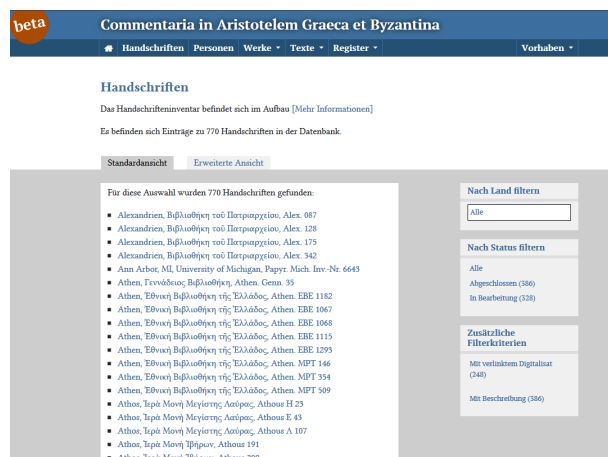 beta
Commentaria in Aristotelem Graeca et Byzantina
Handschriften Personen Werke Texte Register Vorhaben
Handschriften
Das Handschrifteninventar befindet sich im Aufbau [Mehr Informationen]
Es befinden sich Einträge zu 770 Handschriften in der Datenbank.
Standardansicht Erweiterte Ansicht
Für diese Auswahl wurden 770 Handschriften gefunden:
Alexandrien, Βιβλιοθήκη τοῦ Πατριαρχείου, Alex. 087
Alexandrien, Βιβλιοθήκη τοῦ Πατριαρχείου, Alex. 128
Alexandrien, Βιβλιοθήκη τοῦ Πατριαρχείου, Alex. 175
Alexandrien, Βιβλιοθήκη τοῦ Πατριαρχείου, Alex. 342
Ann Arbor, MI, University of Michigan, Papyr. Mich. Inv.-Nr. 6643
Athen, Γεννάδειος Βιβλιοθήκη, Athen. Genn. 35
Athen, Ἐθνικὴ Βιβλιοθήκη τῆς Ἑλλάδος, Athen. EBE 1182
Athen, Ἐθνικὴ Βιβλιοθήκη τῆς Ἑλλάδος, Athen. EBE 1067
Athen, Ἐθνικὴ Βιβλιοθήκη τῆς Ἑλλάδος, Athen. EBE 1068
Athen, Ἐθνικὴ Βιβλιοθήκη τῆς Ἑλλάδος, Athen. EBE 1115
Athen, Ἐθνικὴ Βιβλιοθήκη τῆς Ἑλλάδος, Athen. EBE 1293
Athen, Ἐθνικὴ Βιβλιοθήκη τῆς Ἑλλάδος, Athen. MPT 146
Athen, Ἐθνικὴ Βιβλιοθήκη τῆς Ἑλλάδος, Athen. MPT 354
Athen, Ἐθνικὴ Βιβλιοθήκη τῆς Ἑλλάδος, Athen. MPT 509
Athos, Ἱερὰ Μονὴ Μεγίστης Λαύρας, Athous H 23
Athos, Ἱερὰ Μονὴ Μεγίστης Λαύρας, Athous E 43
Athos, Ἱερὰ Μονὴ Μεγίστης Λαύρας, Athous Λ 107
Athos, Ἱερὰ Μονὴ Ἰβήρων, Athous 191
Nach Land filtern
Alle
Nach Status filtern
Alle
Abgeschlossen (386)
In Bearbeitung (328)
Zusätzliche
Filterkriterien
Mit verlinktem Digitalisat
(248)
Mit Beschreibung (386)